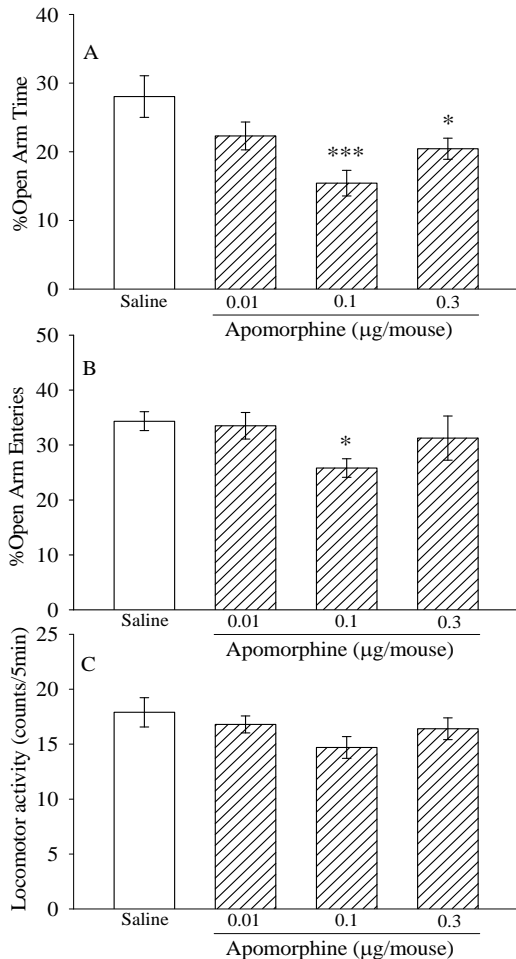 40
A
30
***
*
20
10
0
%Open Arm Time
Saline
0.01
0.1
0.3
Apomorphine (μg/mouse)
50
B
40
*
30
20
10
0
%Open Arm Enteries
Saline
0.01
0.1
0.3
Apomorphine (μg/mouse)
25
C
20
15
10
5
0
Locomotor activity (counts/5min)
Saline
0.01
0.1
0.3
Apomorphine (μg/mouse)